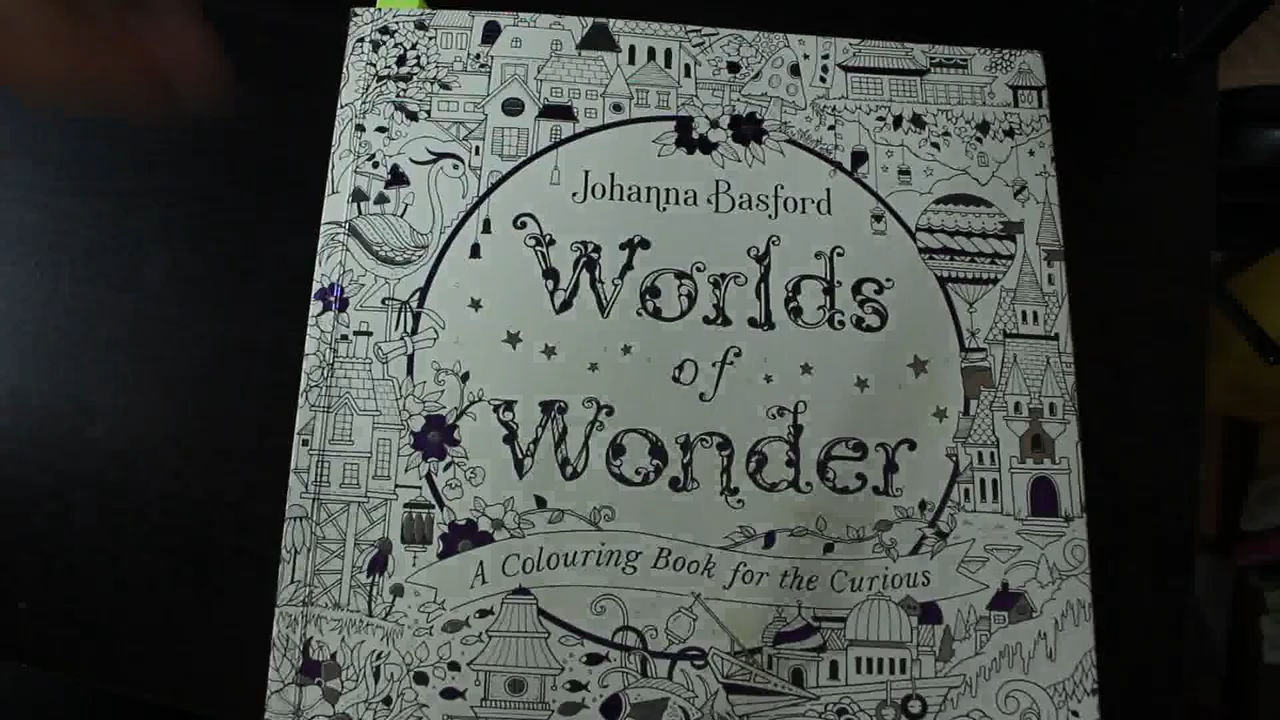 Johanna Basford
Worlds
of
Wonder
A Colouring Book for the Curious